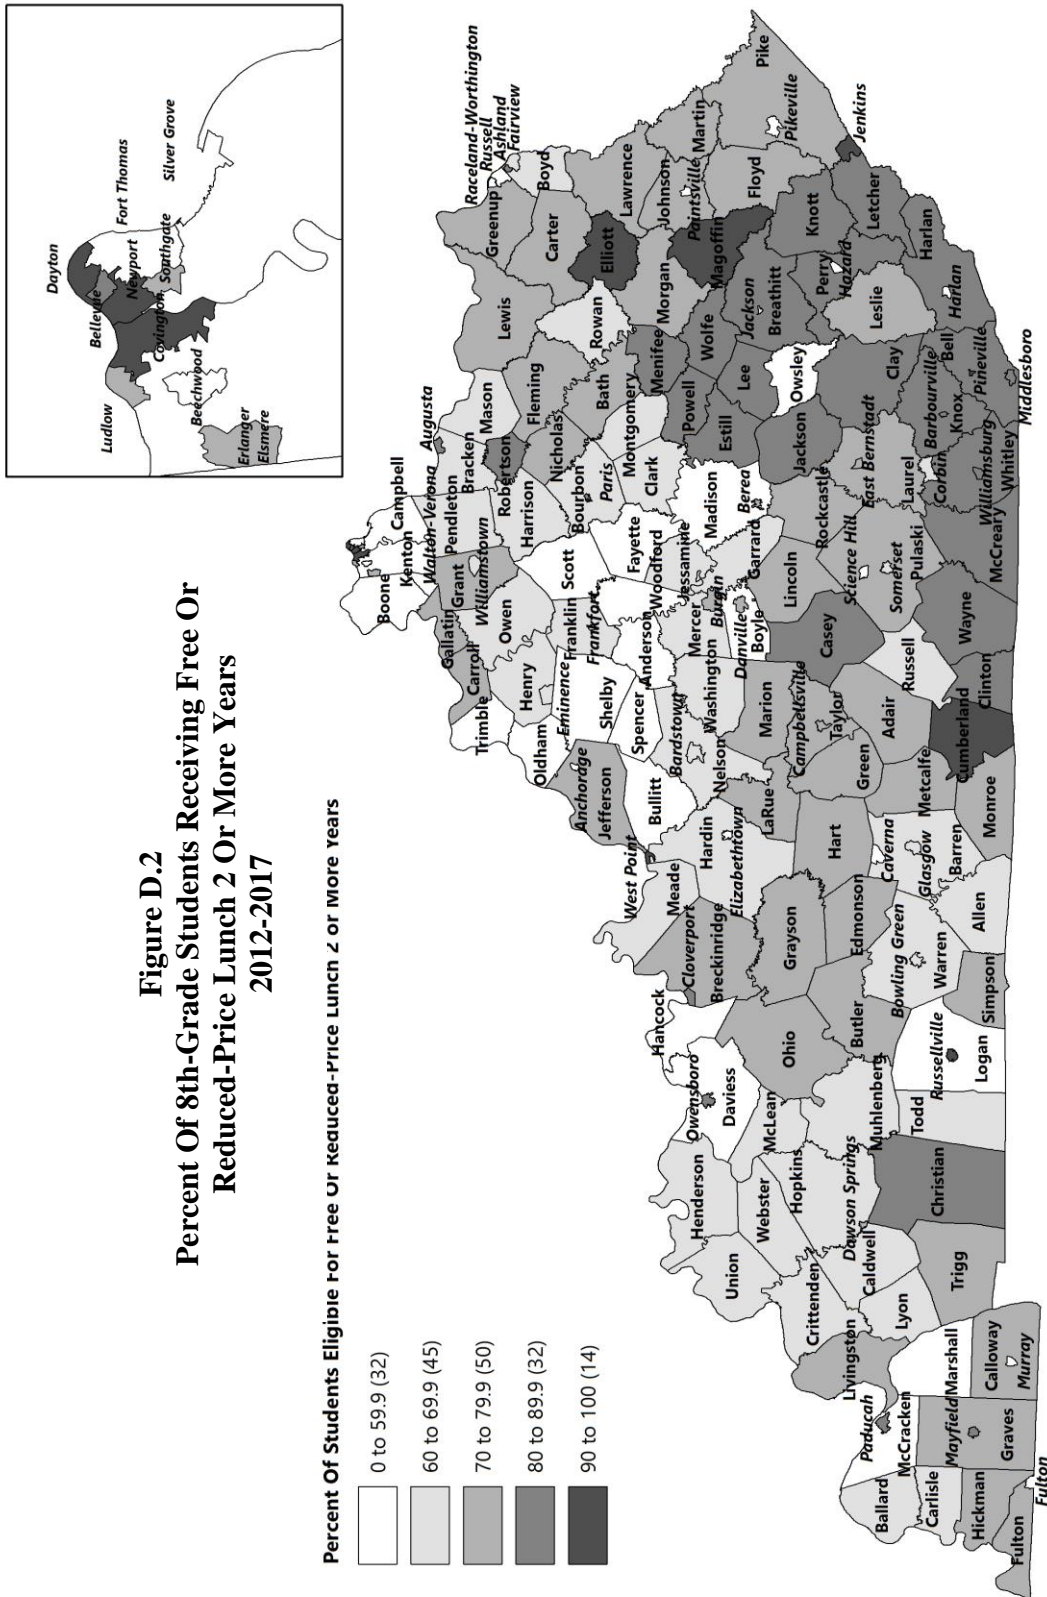 Figure D.2
Percent Of 8th-Grade Students Receiving Free Or
Reduced-Price Lunch 2 Or More Years
2012-2017
Percent Of Students Eligible For Free Or Reduced-Price Lunch 2 or More Years
0 to 59.9 (32)
60 to 69.9 (45)
70 to 79.9 (50)
80 to 89.9 (32)
90 to 100 (14)
Dayton
Bellevue
Ludlow
Newport
Fort Thomas
Silver Grove
Southgate
Covington
Beechwood
Erlanger
Elsmere
Boone
Kenton
Campbell
Walton-Verona
Augusta
Gallatin
Grant
Pendleton
Bracken
Mason
Carroll
Williamstown
Robertson
Trimble
Owen
Harrison
Nicholas
Fleming
Lewis
Greenup
Raceland-Worthington
Russell
Ashland
Fairview
Boyd
Carter
Oldham
Henry
Eminence
Franklin
Frankfort
Scott
Bourbon
Paris
Bath
Rowan
Elliott
Lawrence
Anchorage
Jefferson
Shelby
Spencer
Anderson
Woodford
Fayette
Clark
Montgomery
Menifee
Morgan
Johnson
Paintsville
Martin
Magoffin
West Point
Bullitt
Bardstown
Nelson
Washington
Mercer
Burgin
Jessamine
Madison
Berea
Estill
Powell
Wolfe
Lee
Jackson
Breathitt
Floyd
Pike
Pikeville
Hancock
Cloverport
Breckinridge
Meade
Hardin
Elizabethtown
LaRue
Marion
Danville
Boyle
Garrard
Lincoln
Rockcastle
Jackson
Owsley
Perry
Hazard
Knott
Letcher
Jenkins
Henderson
Owensboro
Daviess
McLean
Ohio
Grayson
Edmonson
Hart
Green
Campbellsville
Taylor
Casey
Science Hill
Somerset
Pulaski
East Bernstadt
Laurel
Clay
Leslie
Harlan
Harlan
Union
Webster
Hopkins
Dawson Springs
Muhlenberg
Butler
Bowling Green
Warren
Caverna
Glasgow
Barren
Metcalfe
Adair
Russell
Wayne
McCreary
Corbin
Barbourville
Knox
Bell
Pineville
Middlesboro
Williamsburg
Whitley
Livingston
Crittenden
Caldwell
Lyon
Trigg
Christian
Todd
Russellville
Logan
Simpson
Allen
Monroe
Cumberland
Clinton
Paducah
McCracken
Ballard
Carlisle
Hickman
Fulton
Fulton
Mayfield
Graves
Marshall
Calloway
Murray